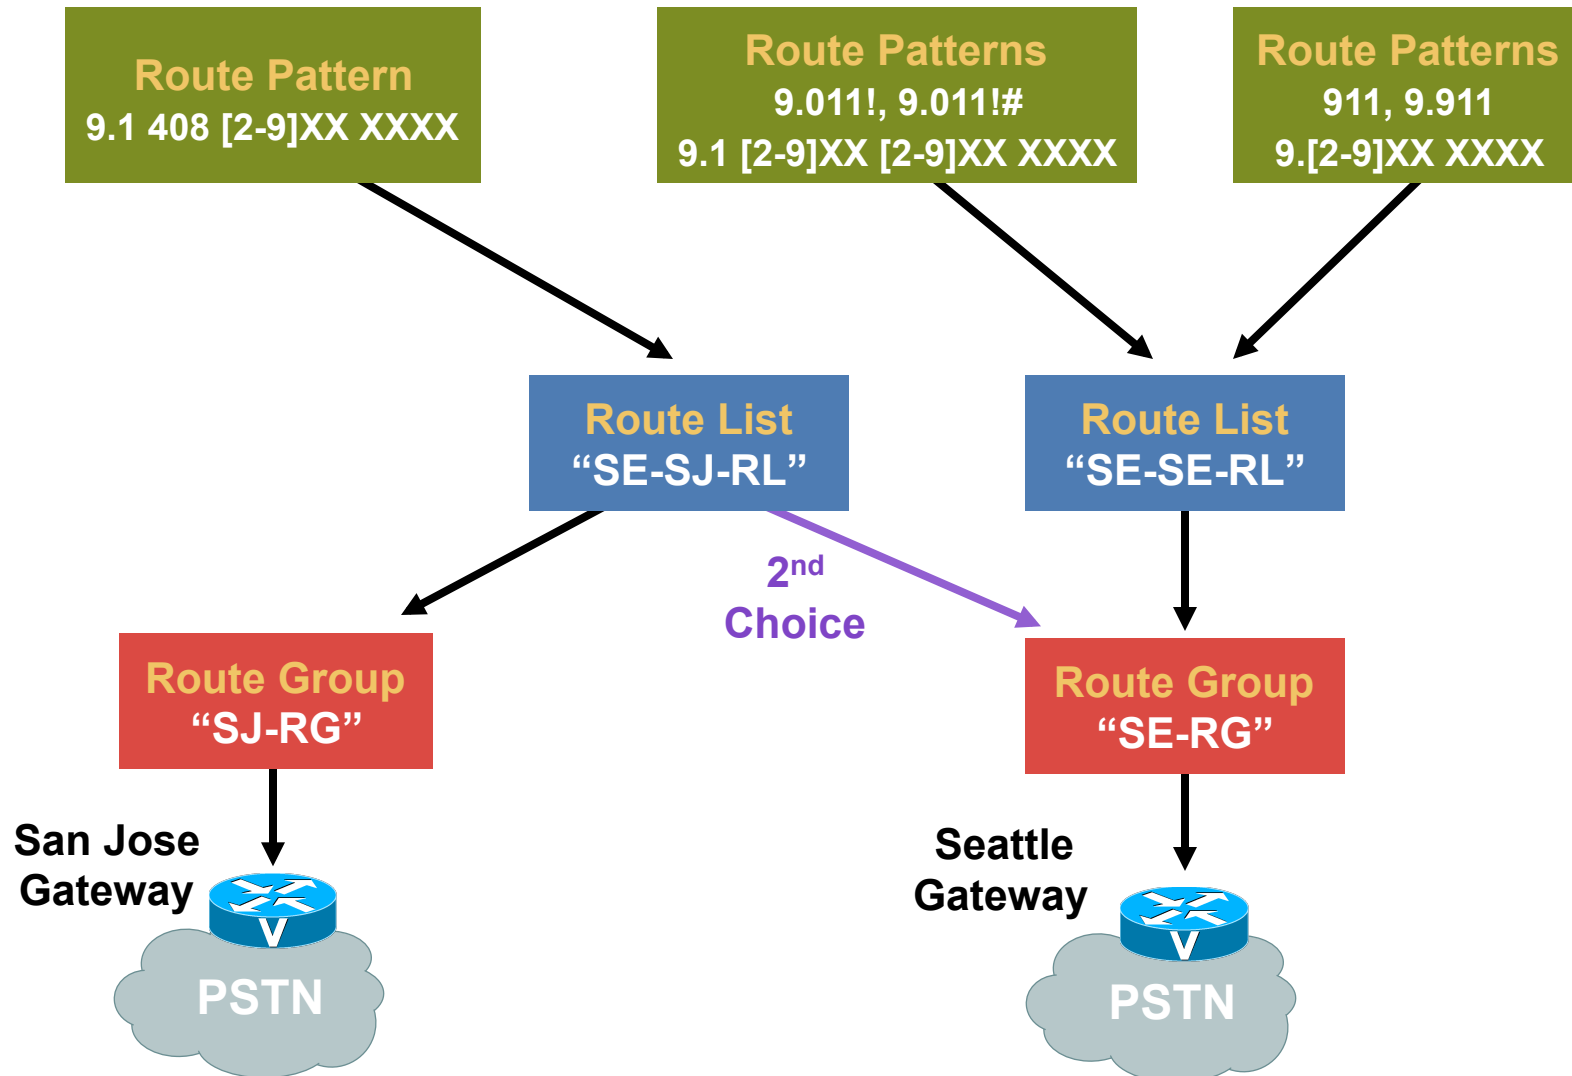 Route Pattern
9.1 408 [2-9]XX XXXX
Route Patterns
9.011!, 9.011!#
9.1 [2-9]XX [2-9]XX XXXX
Route Patterns
911, 9.911
9.[2-9]XX XXXX
Route List
“SE-SJ-RL”
Route List
“SE-SE-RL”
2nd
Choice
Route Group
“SJ-RG”
Route Group
“SE-RG”
San Jose
Gateway
V
PSTN
Seattle
Gateway
V
PSTN